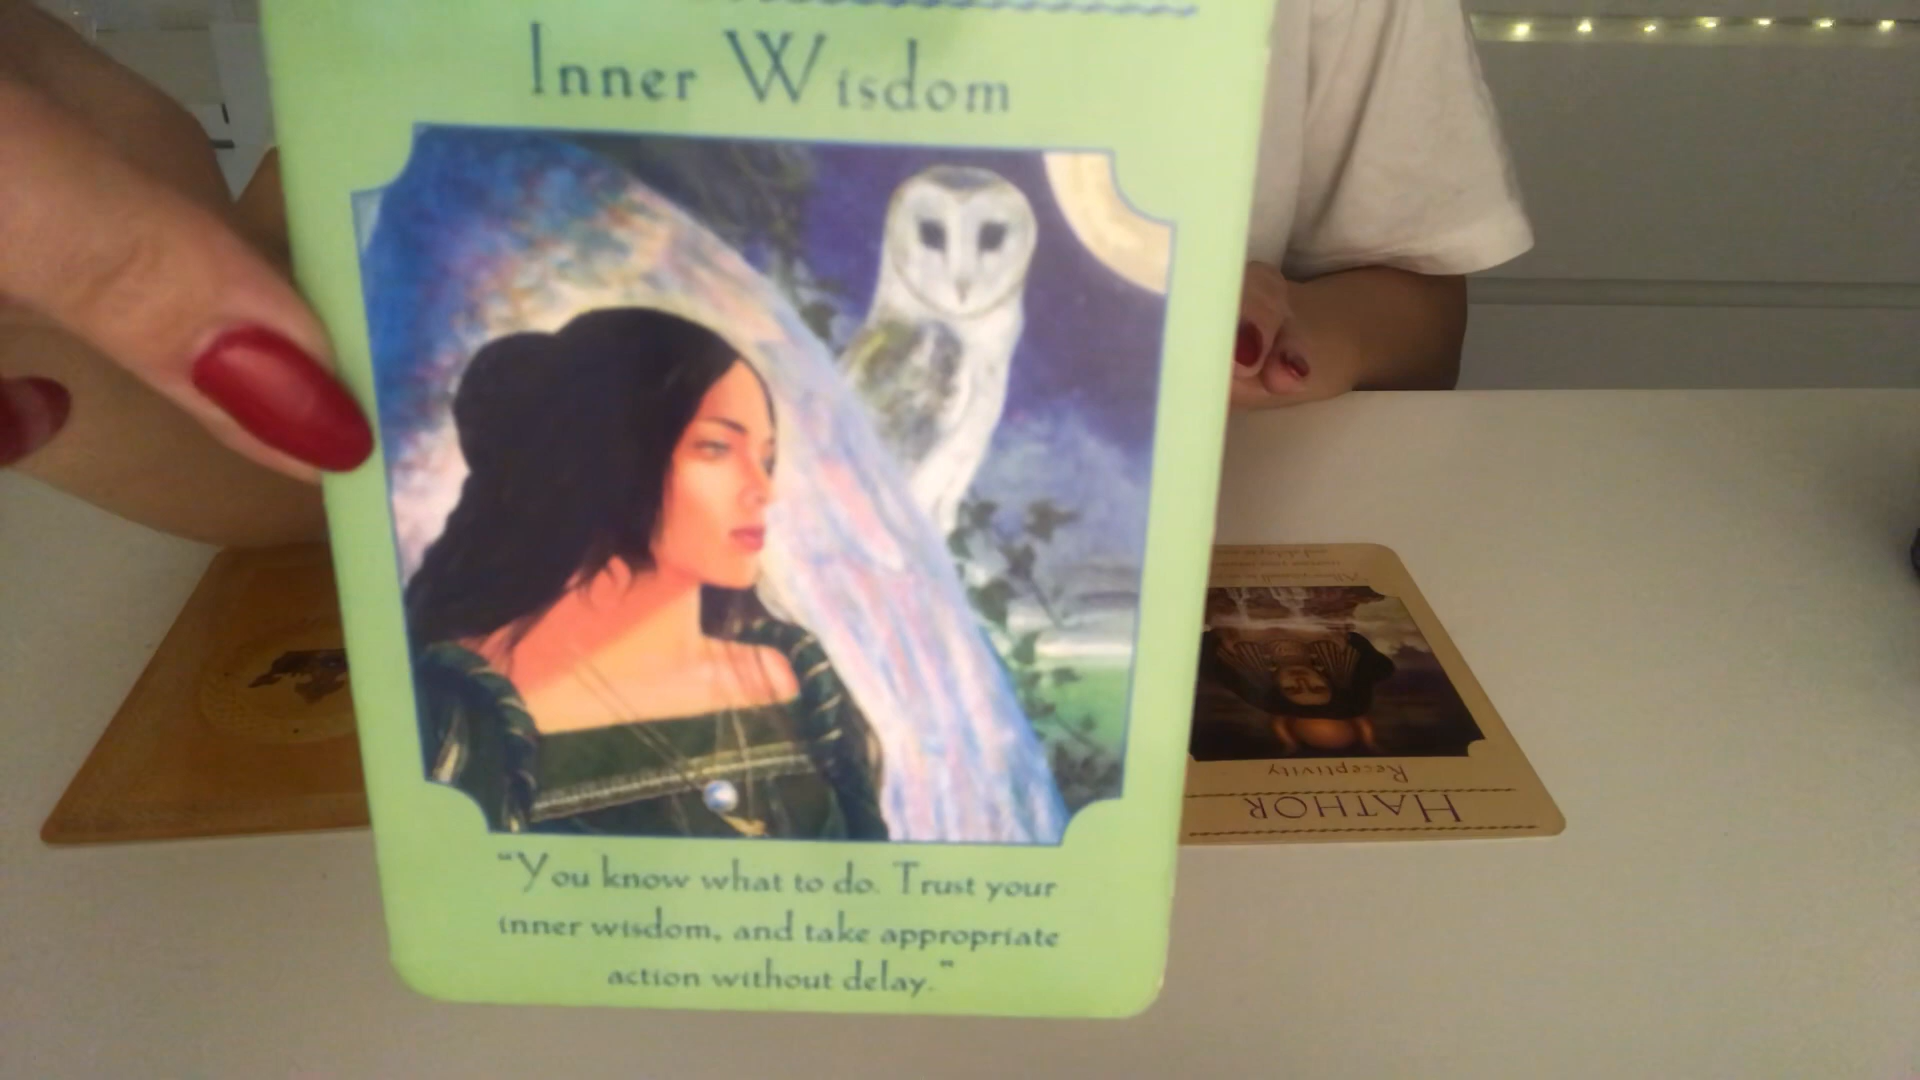 Inner Wisdom
"You know what to do. Trust your
inner wisdom, and take appropriate
action without delay."
HATHOR
Receptivity